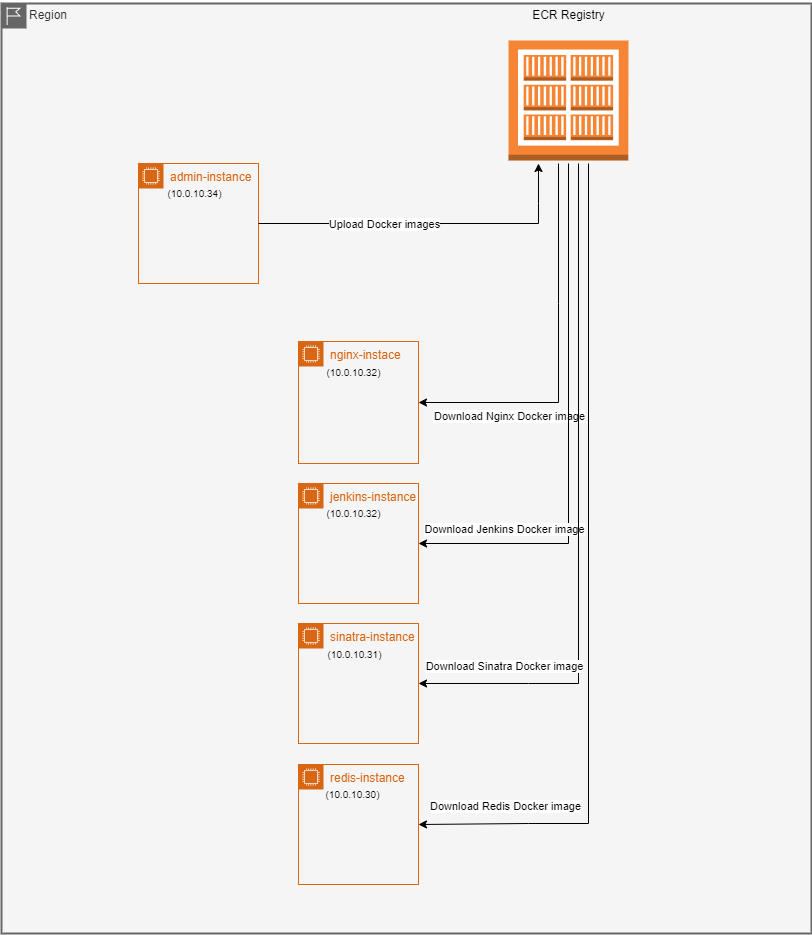 Region
ECR Registry
admin-instance
(10.0.10.34)
Upload Docker images
nginx-instace
(10.0.10.32)
Download Nginx Docker image
jenkins-instance
(10.0.10.32)
Download Jenkins Docker image
sinatra-instance
(10.0.10.31)
Download Sinatra Docker image
redis-instance
(10.0.10.30)
Download Redis Docker image